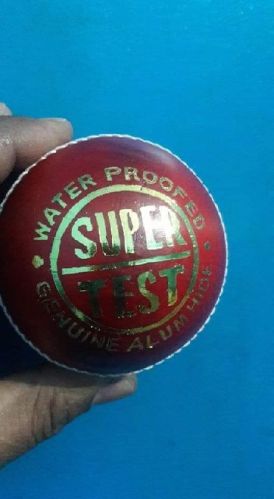 WATER PROOFED
SUPER
TEST
GENUINE ALUM HIDE